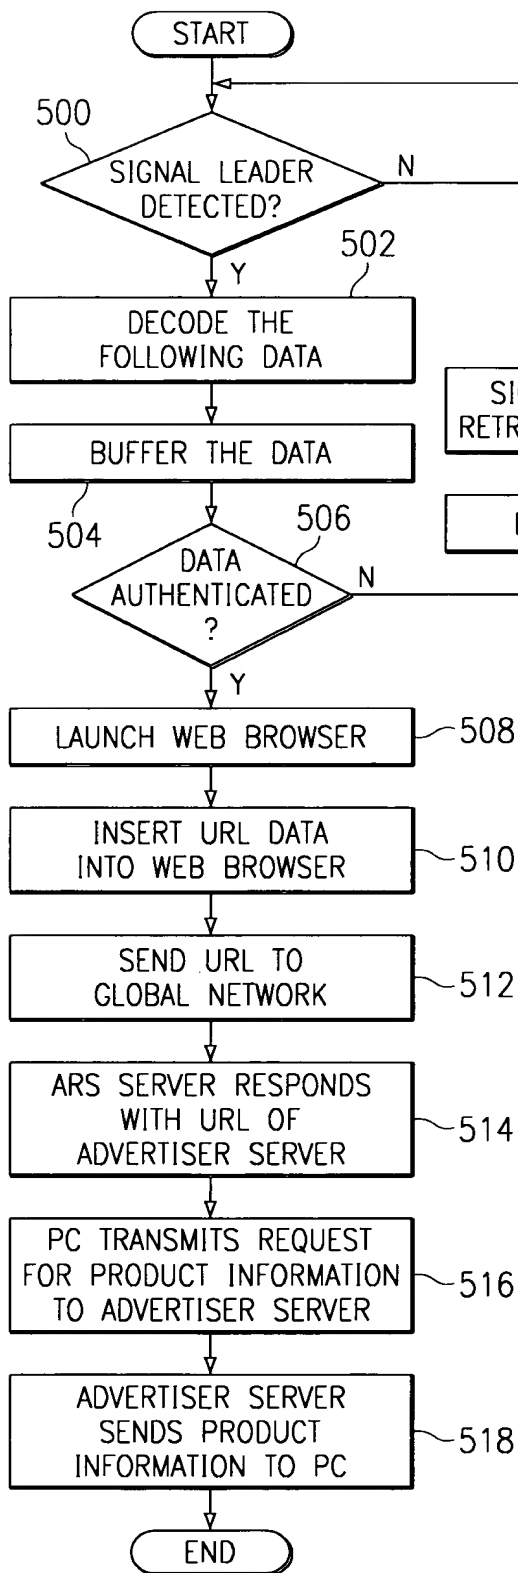 START
500
SIGNAL LEADER
DETECTED?
N
Y
502
DECODE THE
FOLLOWING DATA
BUFFER THE DATA
504
506
DATA
AUTHENTICATED
?
N
Y
LAUNCH WEB BROWSER
508
INSERT URL DATA
INTO WEB BROWSER
510
SEND URL TO
GLOBAL NETWORK
512
ARS SERVER RESPONDS
WITH URL OF
ADVERTISER SERVER
514
PC TRANSMITS REQUEST
FOR PRODUCT INFORMATION
TO ADVERTISER SERVER
516
ADVERTISER SERVER
SENDS PRODUCT
INFORMATION TO PC
518
END